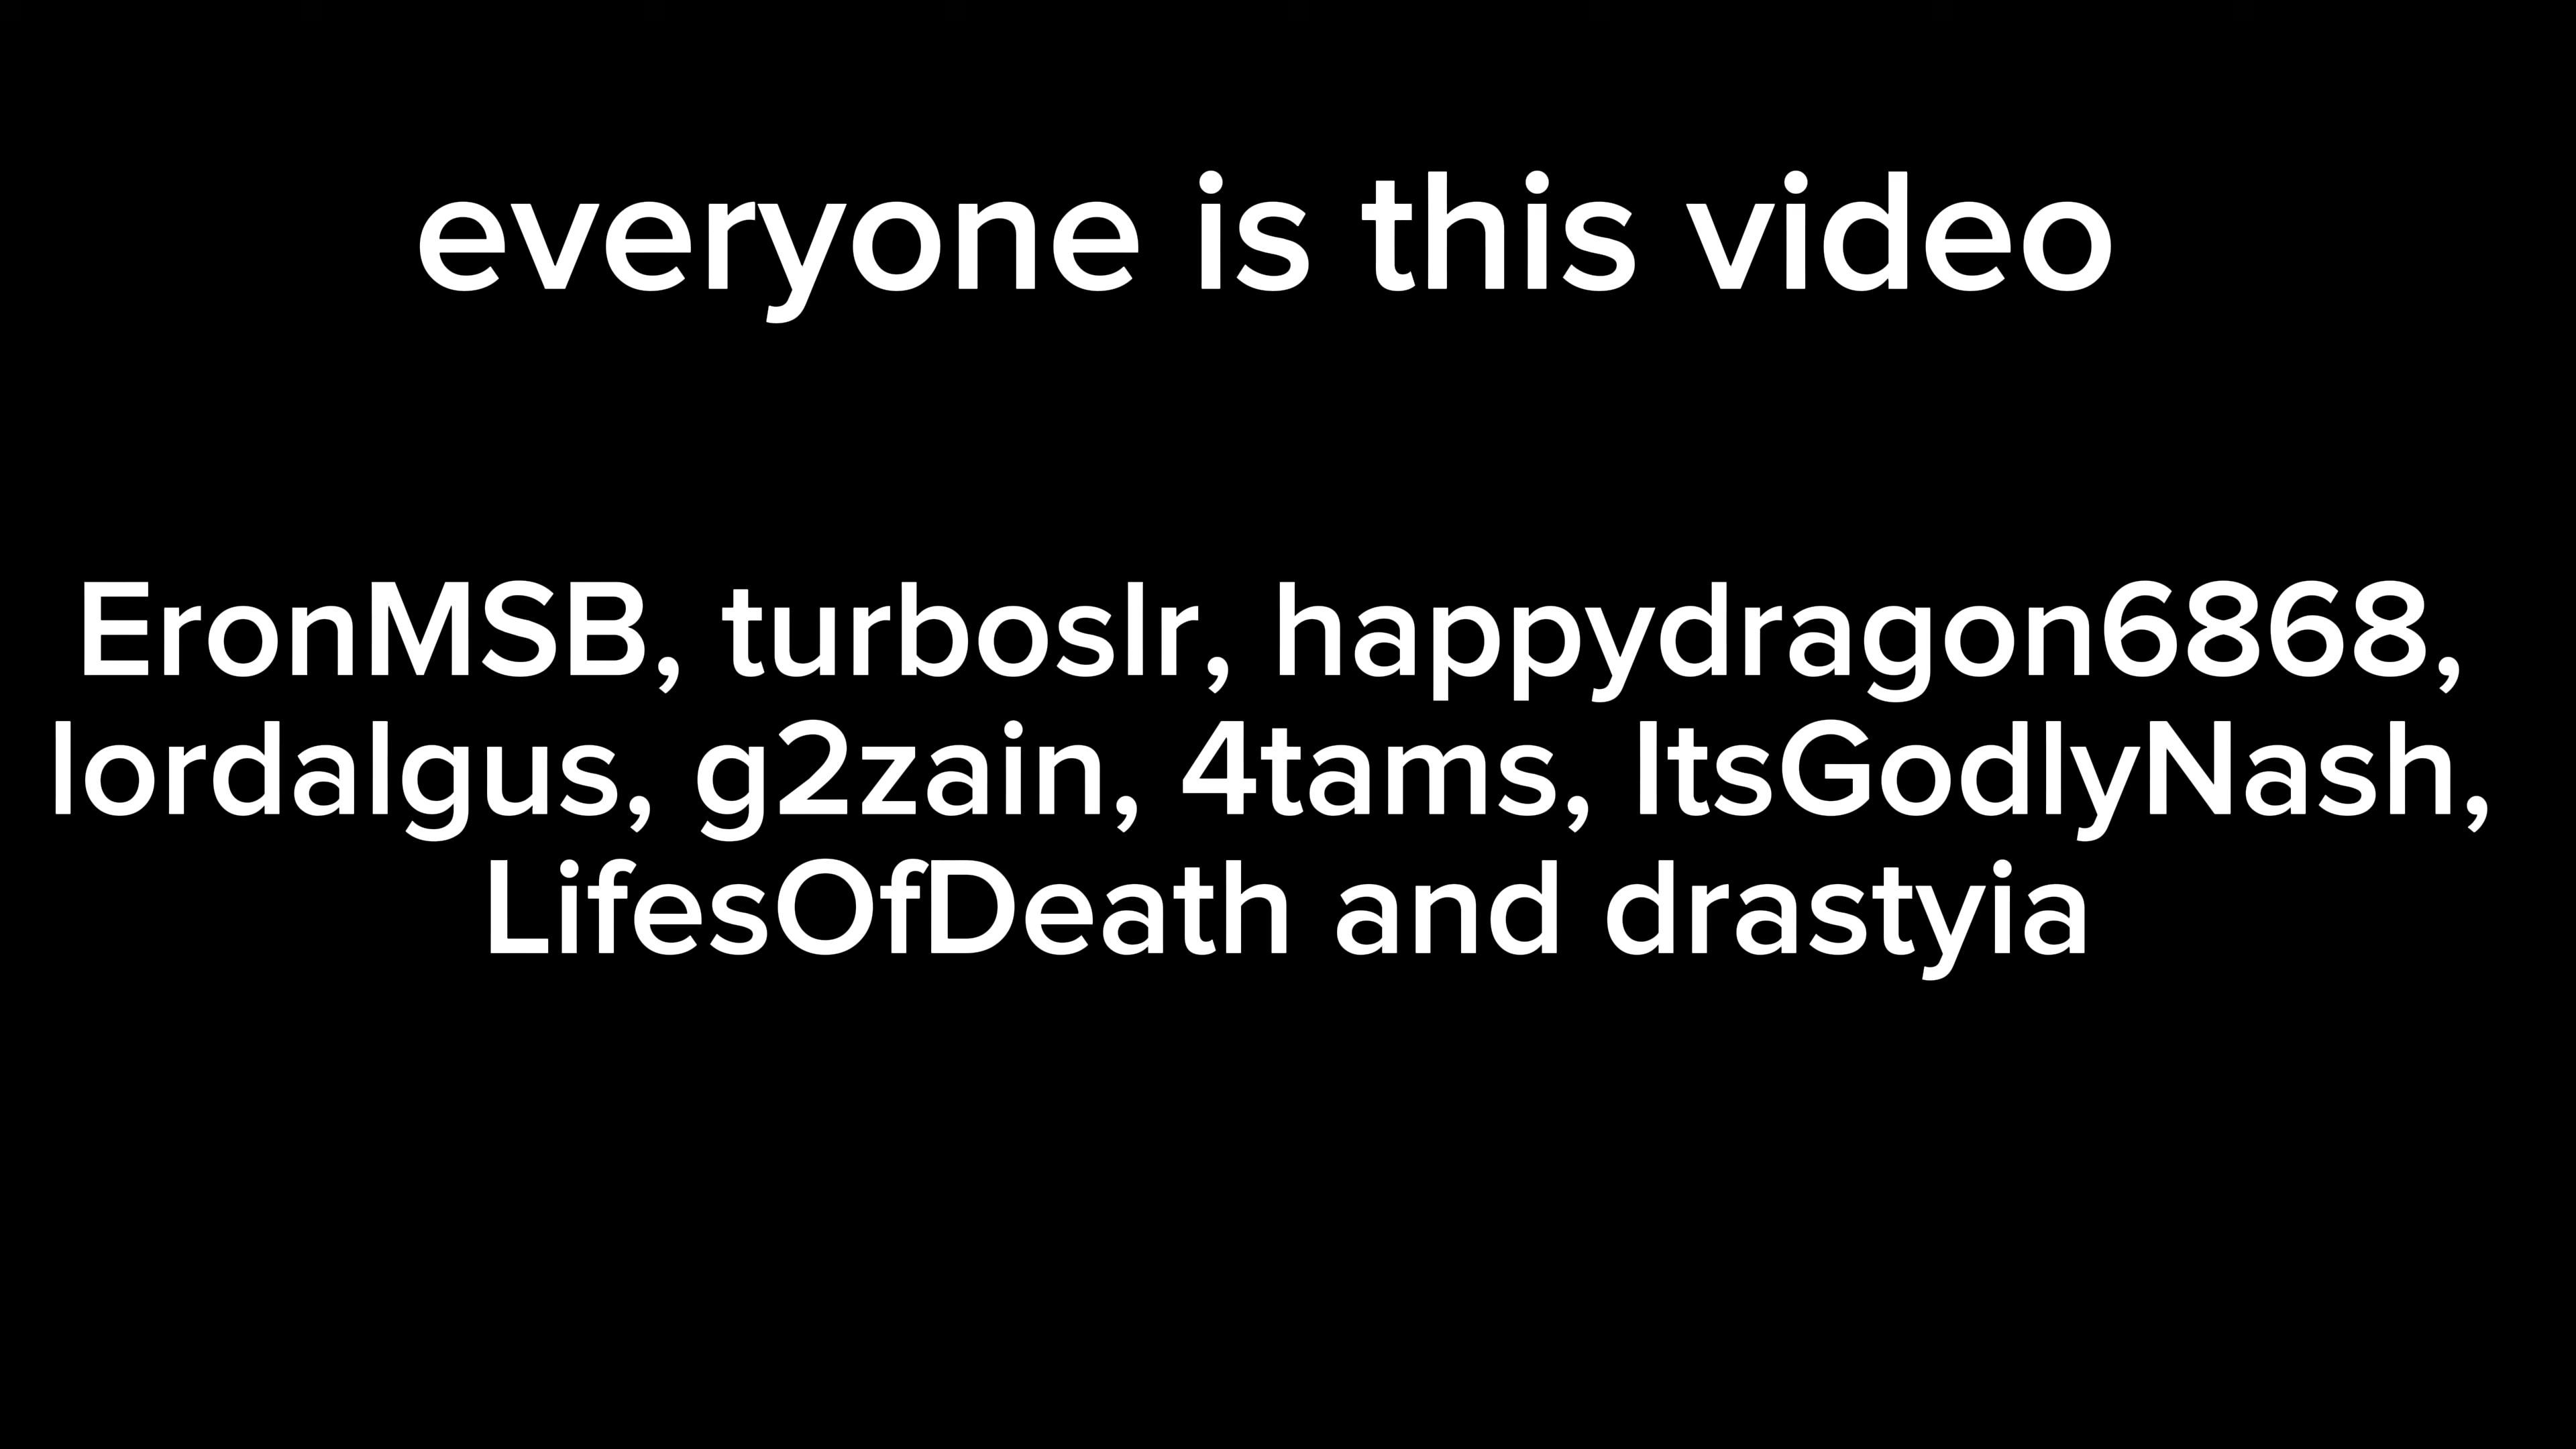 everyone is this video
EronMSB, turboslr, happydragon6868,
lordalgus, g2zain, 4tams, ItsGodlyNash,
LifesOfDeath and drastyia